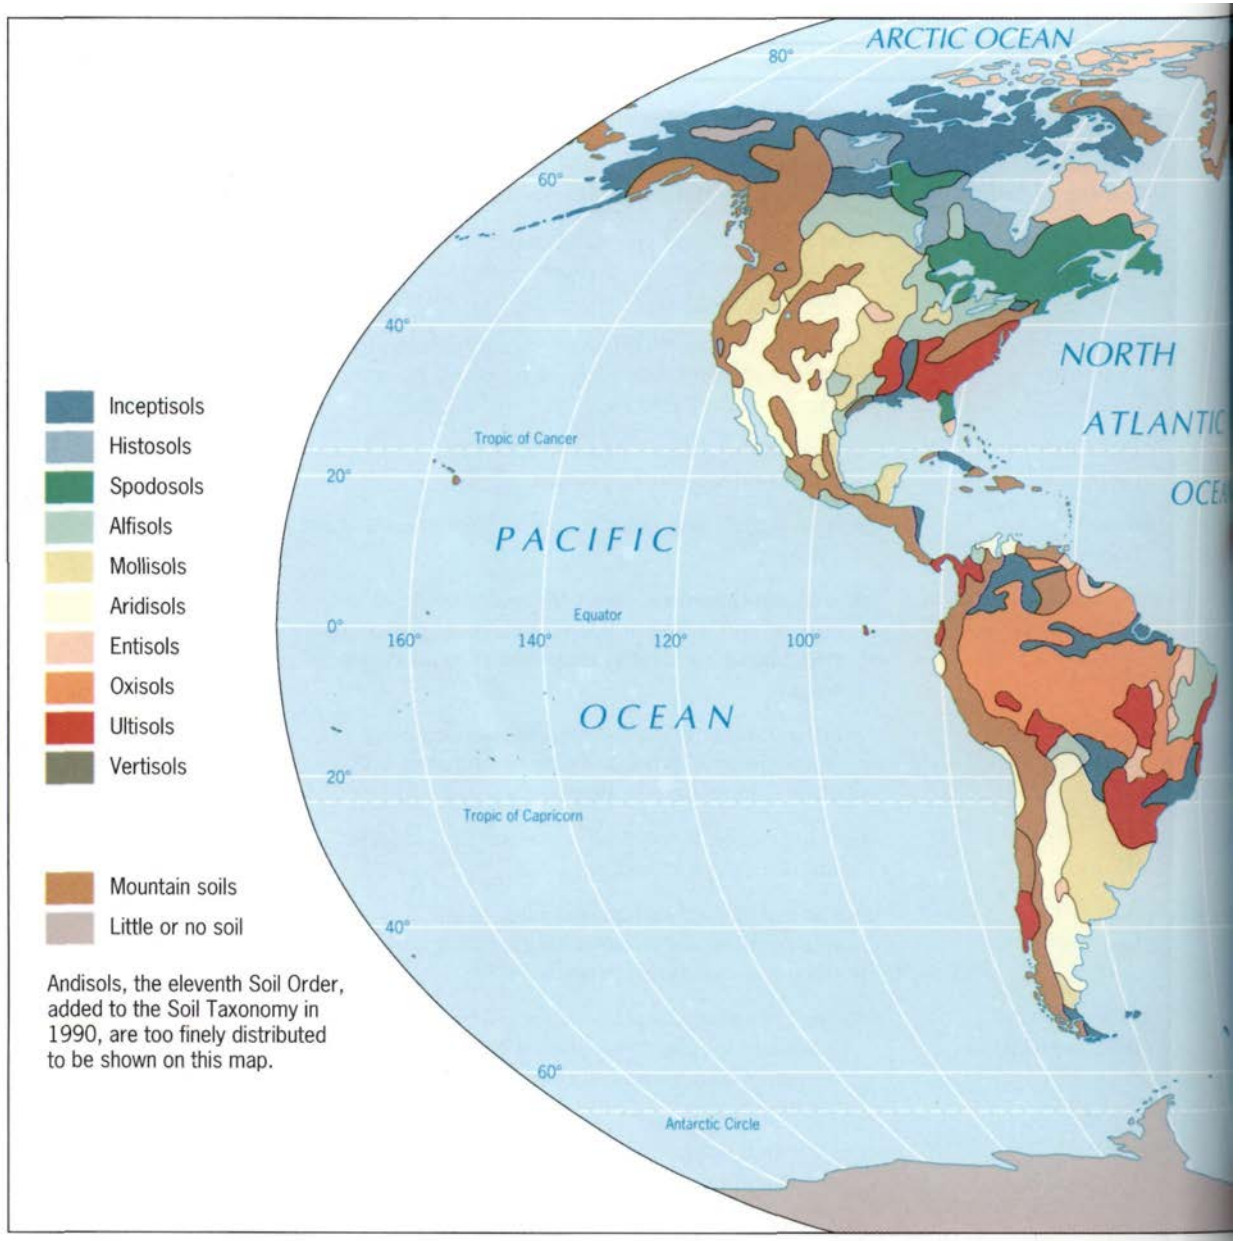 ARCTIC OCEAN
80°
60°
40°
NORTH
ATLANTIC
Tropic of Cancer
20°
PACIFIC
Equator
0°
160°
140°
120°
100°
OCEAN
20°
Tropic of Capricorn
40°
60°
Antarctic Circle
Inceptisols
Histosols
Spodosols
Alfisols
Mollisols
Aridisols
Entisols
Oxisols
Ultisols
Vertisols
Mountain soils
Little or no soil
Andisols, the eleventh Soil Order,
added to the Soil Taxonomy in
1990, are too finely distributed
to be shown on this map.